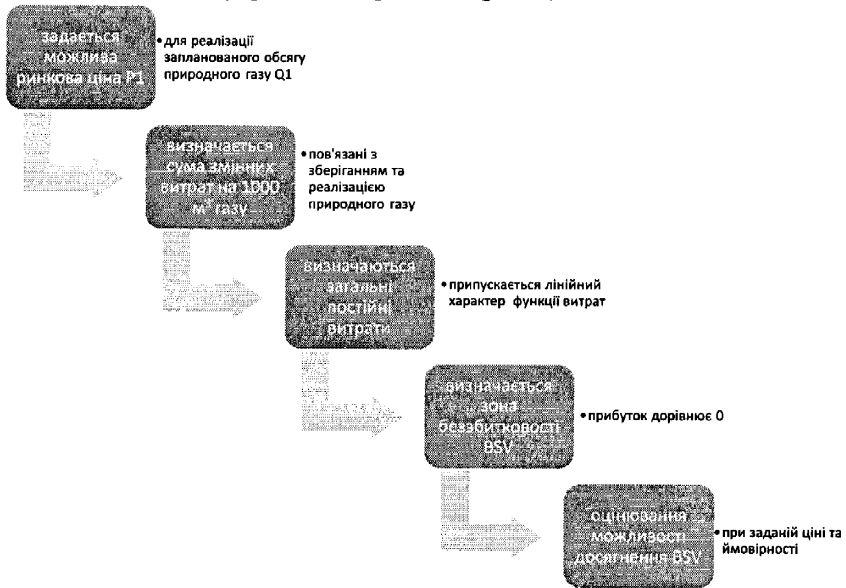 задається
можлива
ринкова ціна P1
•для реалізації
запланованого обсягу
природного газу Q1
визначається
сума змінних
витрат на 1000
м³ газу
•пов'язані з
зберіганням та
реалізацією
природного газу
визначаються
загальні
постійні
витрати
•припускається лінійний
характер функції витрат
визначається
зона
беззбитковості
BSV
•прибуток дорівнює 0
оцінювання
можливості
досягнення BSV
•при заданій ціні та
ймовірності